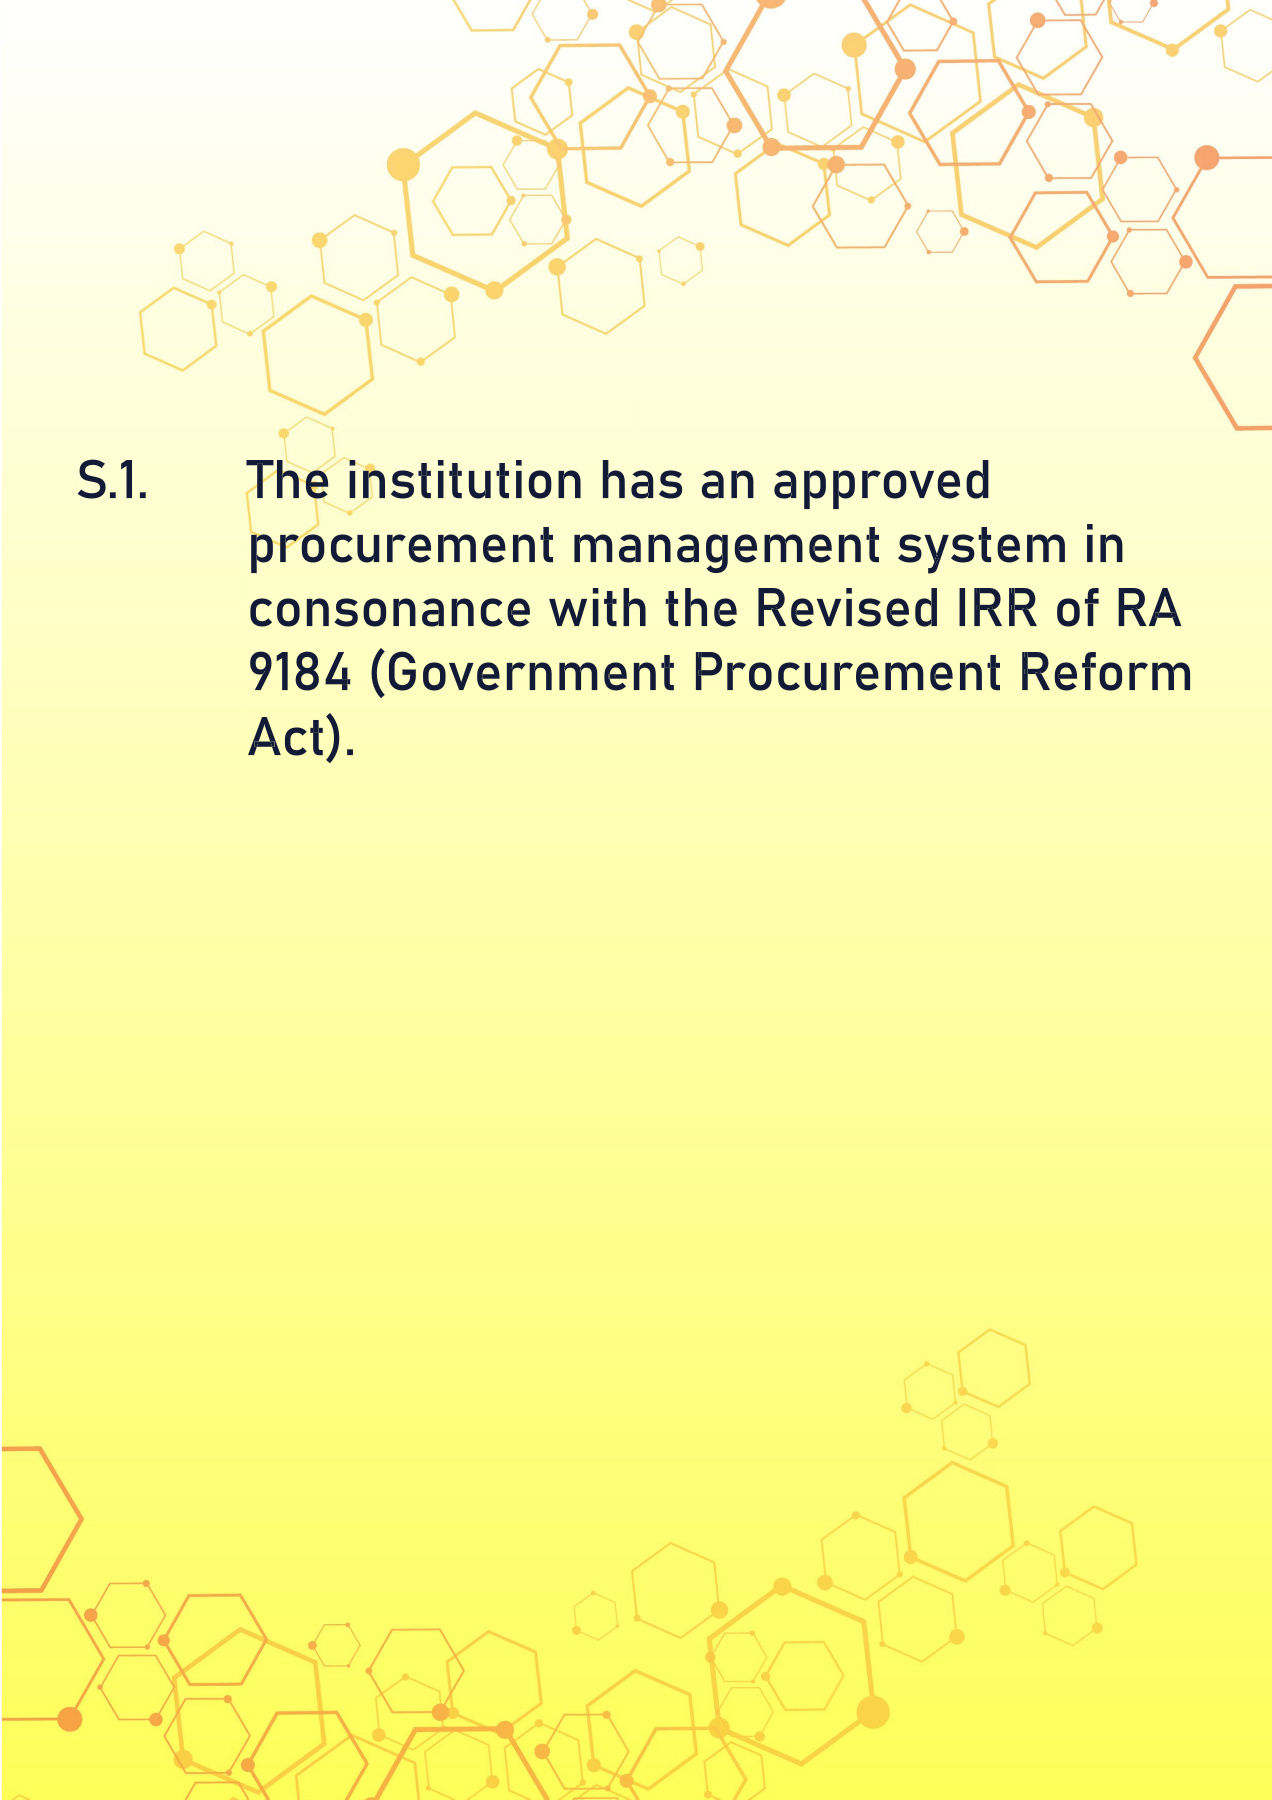 S.1. The institution has an approved
procurement management system in
consonance with the Revised IRR of RA
9184 (Government Procurement Reform
Act).